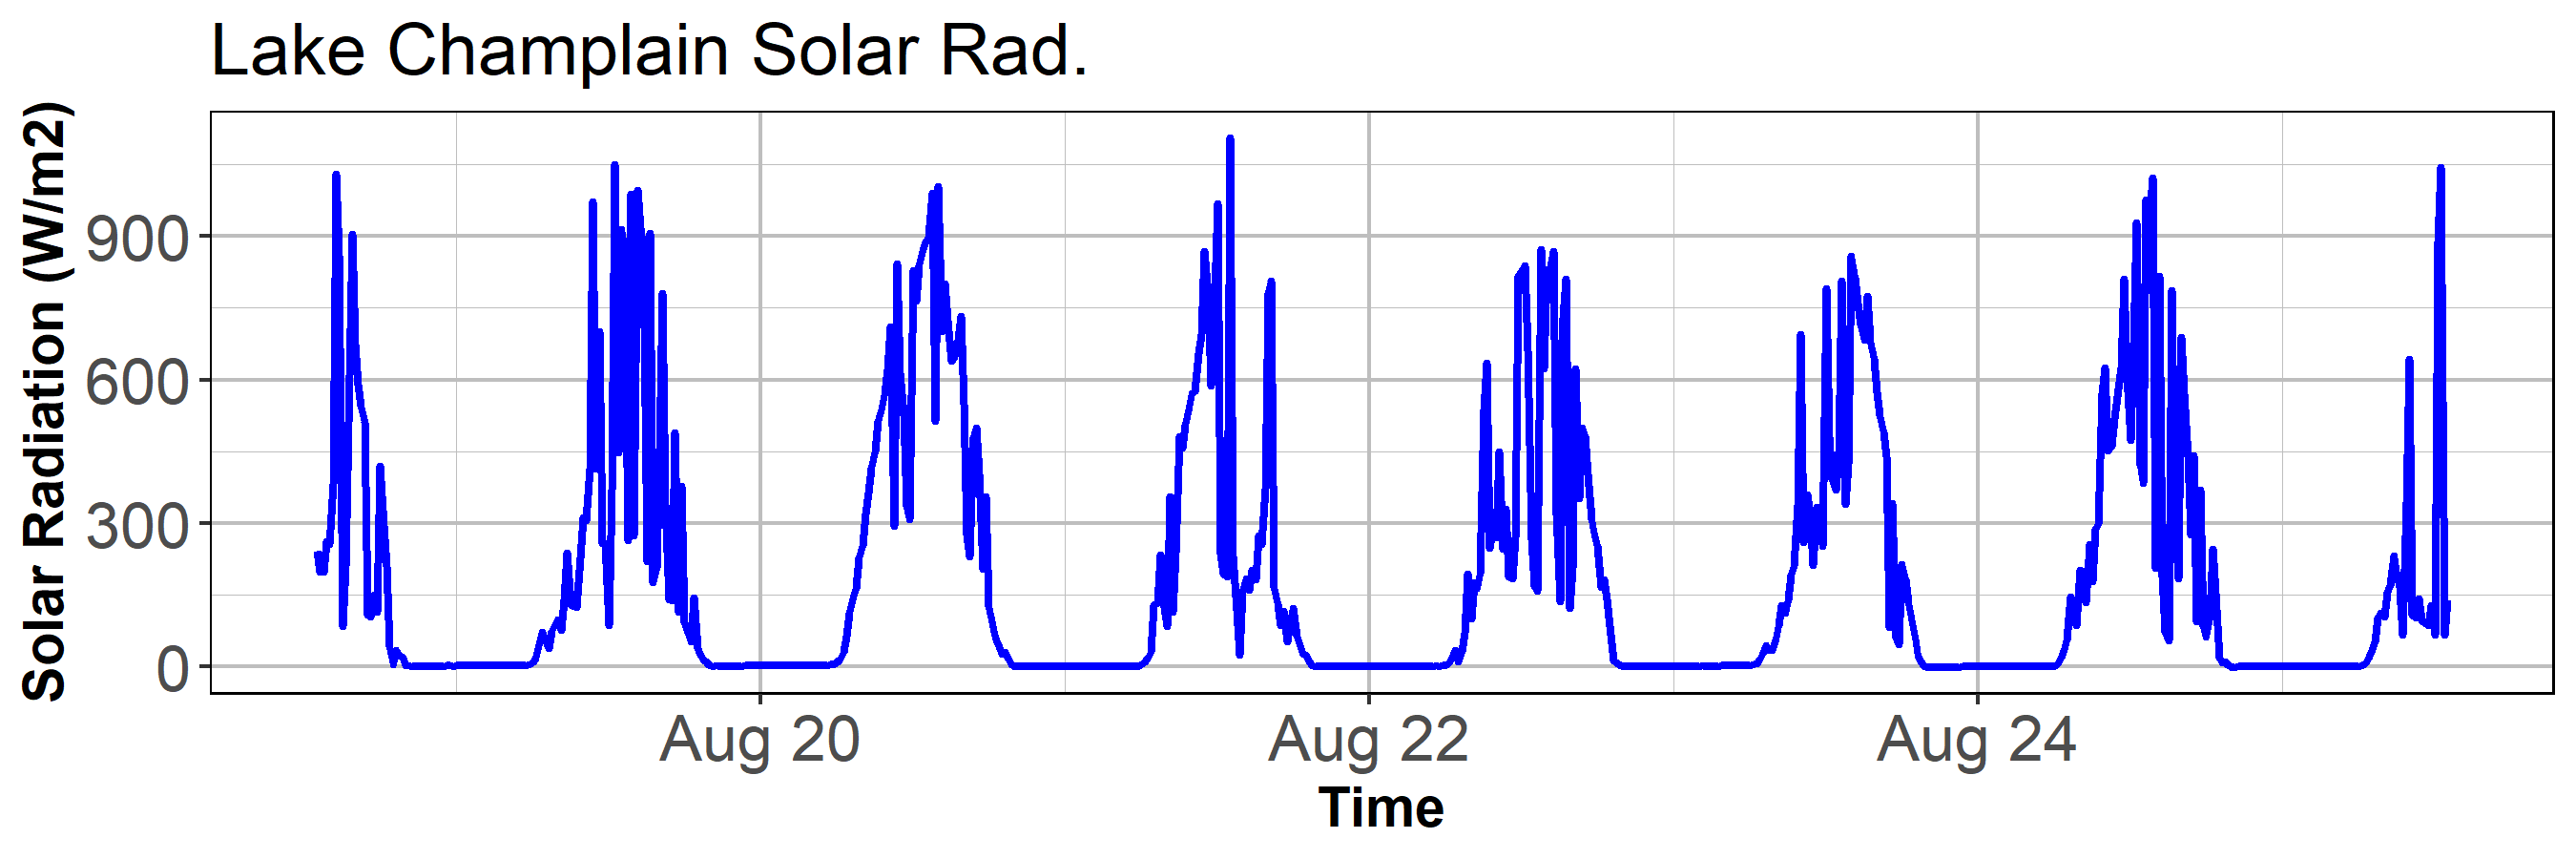 Lake Champlain Solar Rad.
Solar Radiation (W/m2)
900
600
300
0
Aug 20
Aug 22
Aug 24
Time